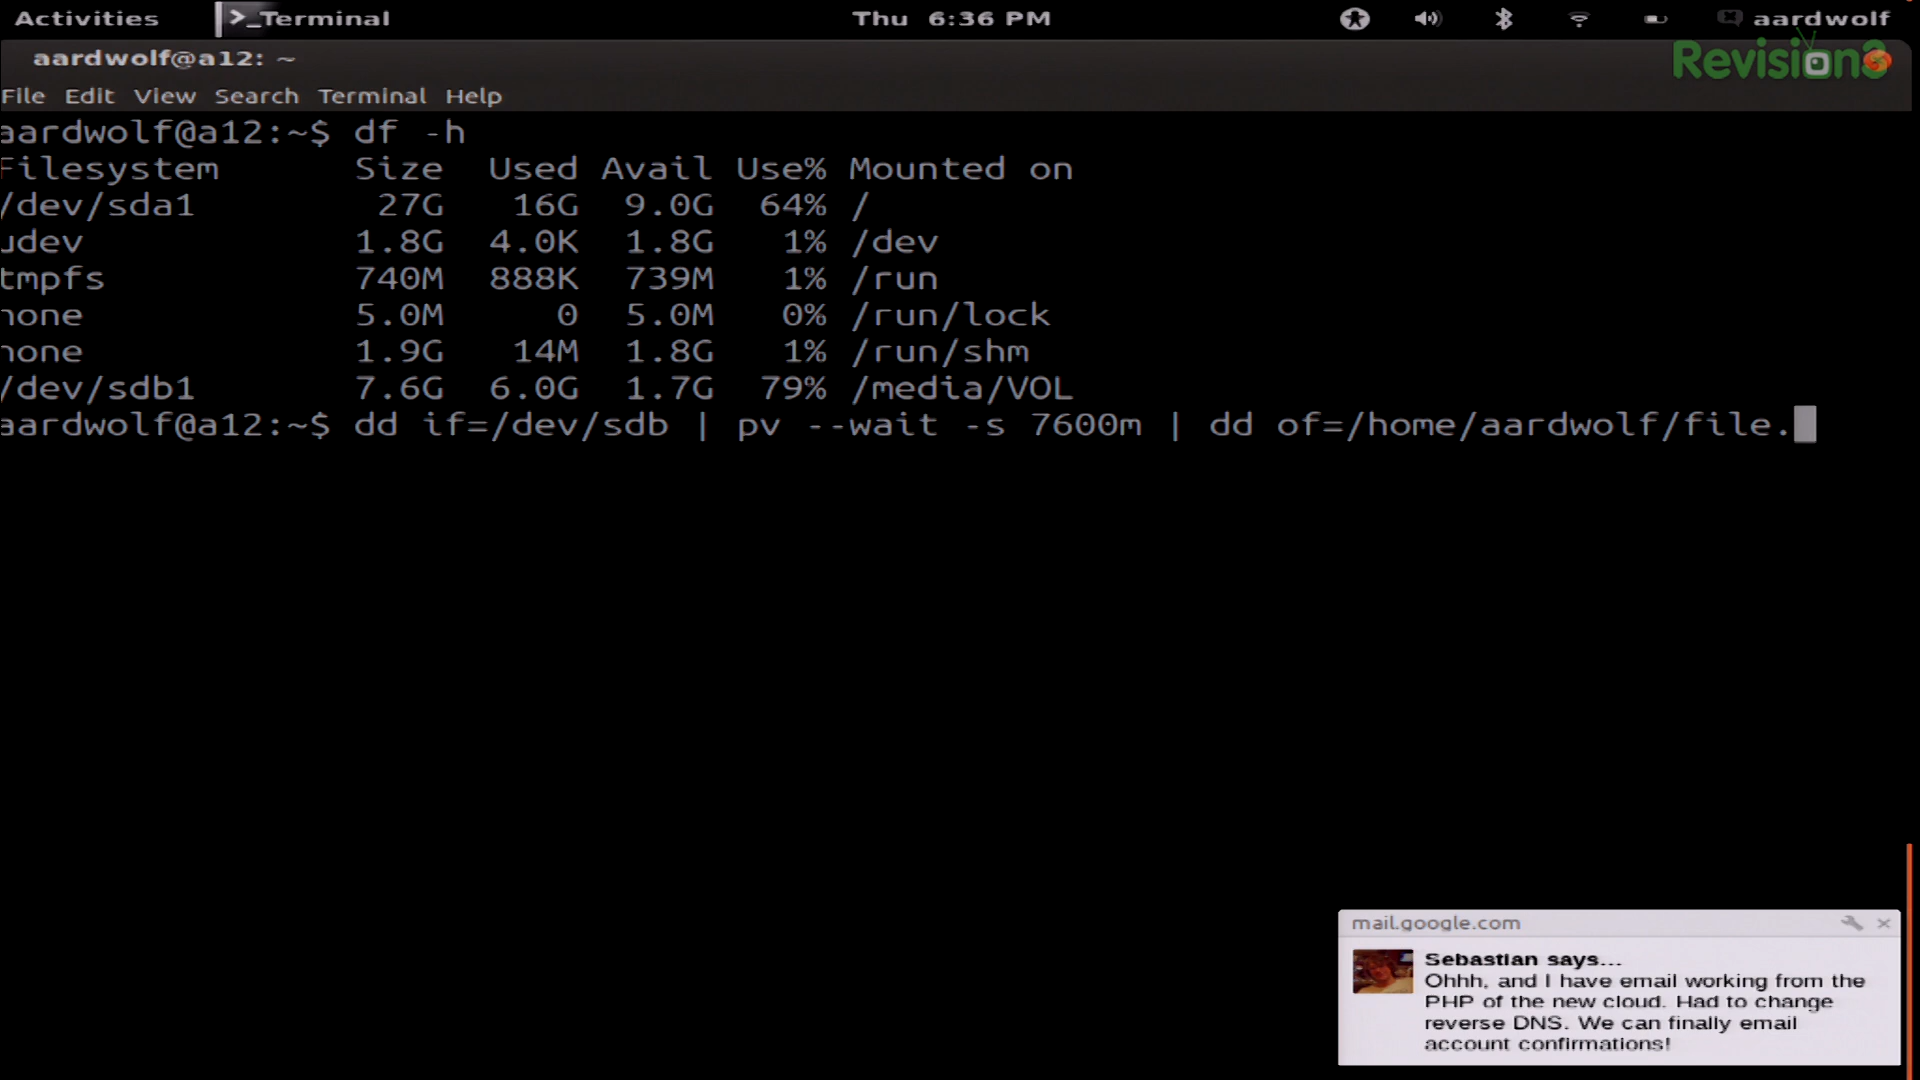 Activities >_Terminal Thu 6:36 PM aardwolf
aardwolf@a12: ~
Revision3
File Edit View Search Terminal Help
aardwolf@a12:~$ df -h
Filesystem Size Used Avail Use% Mounted on
/dev/sda1 27G 16G 9.0G 64% /
udev 1.8G 4.0K 1.8G 1% /dev
tmpfs 740M 888K 739M 1% /run
none 5.0M 0 5.0M 0% /run/lock
none 1.9G 14M 1.8G 1% /run/shm
/dev/sdb1 7.6G 6.0G 1.7G 79% /media/VOL
aardwolf@a12:~$ dd if=/dev/sdb | pv --wait -s 7600m | dd of=/home/aardwolf/file.
mail.google.com
Sebastian says...
Ohhh, and I have email working from the
PHP of the new cloud. Had to change
reverse DNS. We can finally email
account confirmations!